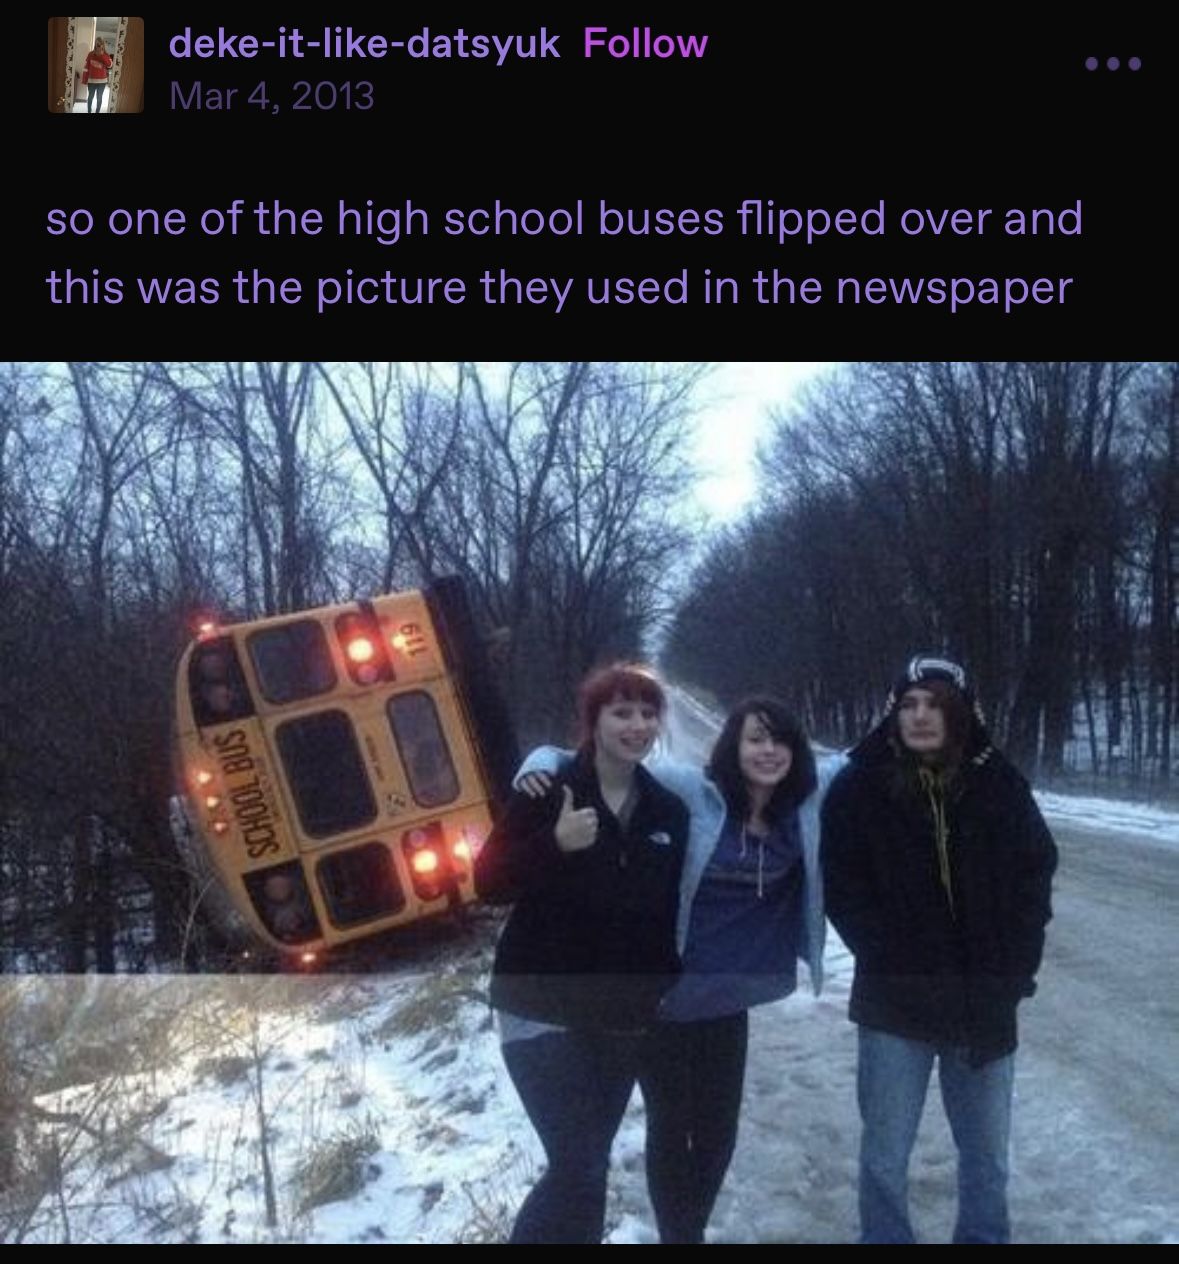 deke-it-like-datsyuk Follow
Mar 4, 2013
so one of the high school buses flipped over and
this was the picture they used in the newspaper
119
SCHOOL BUS